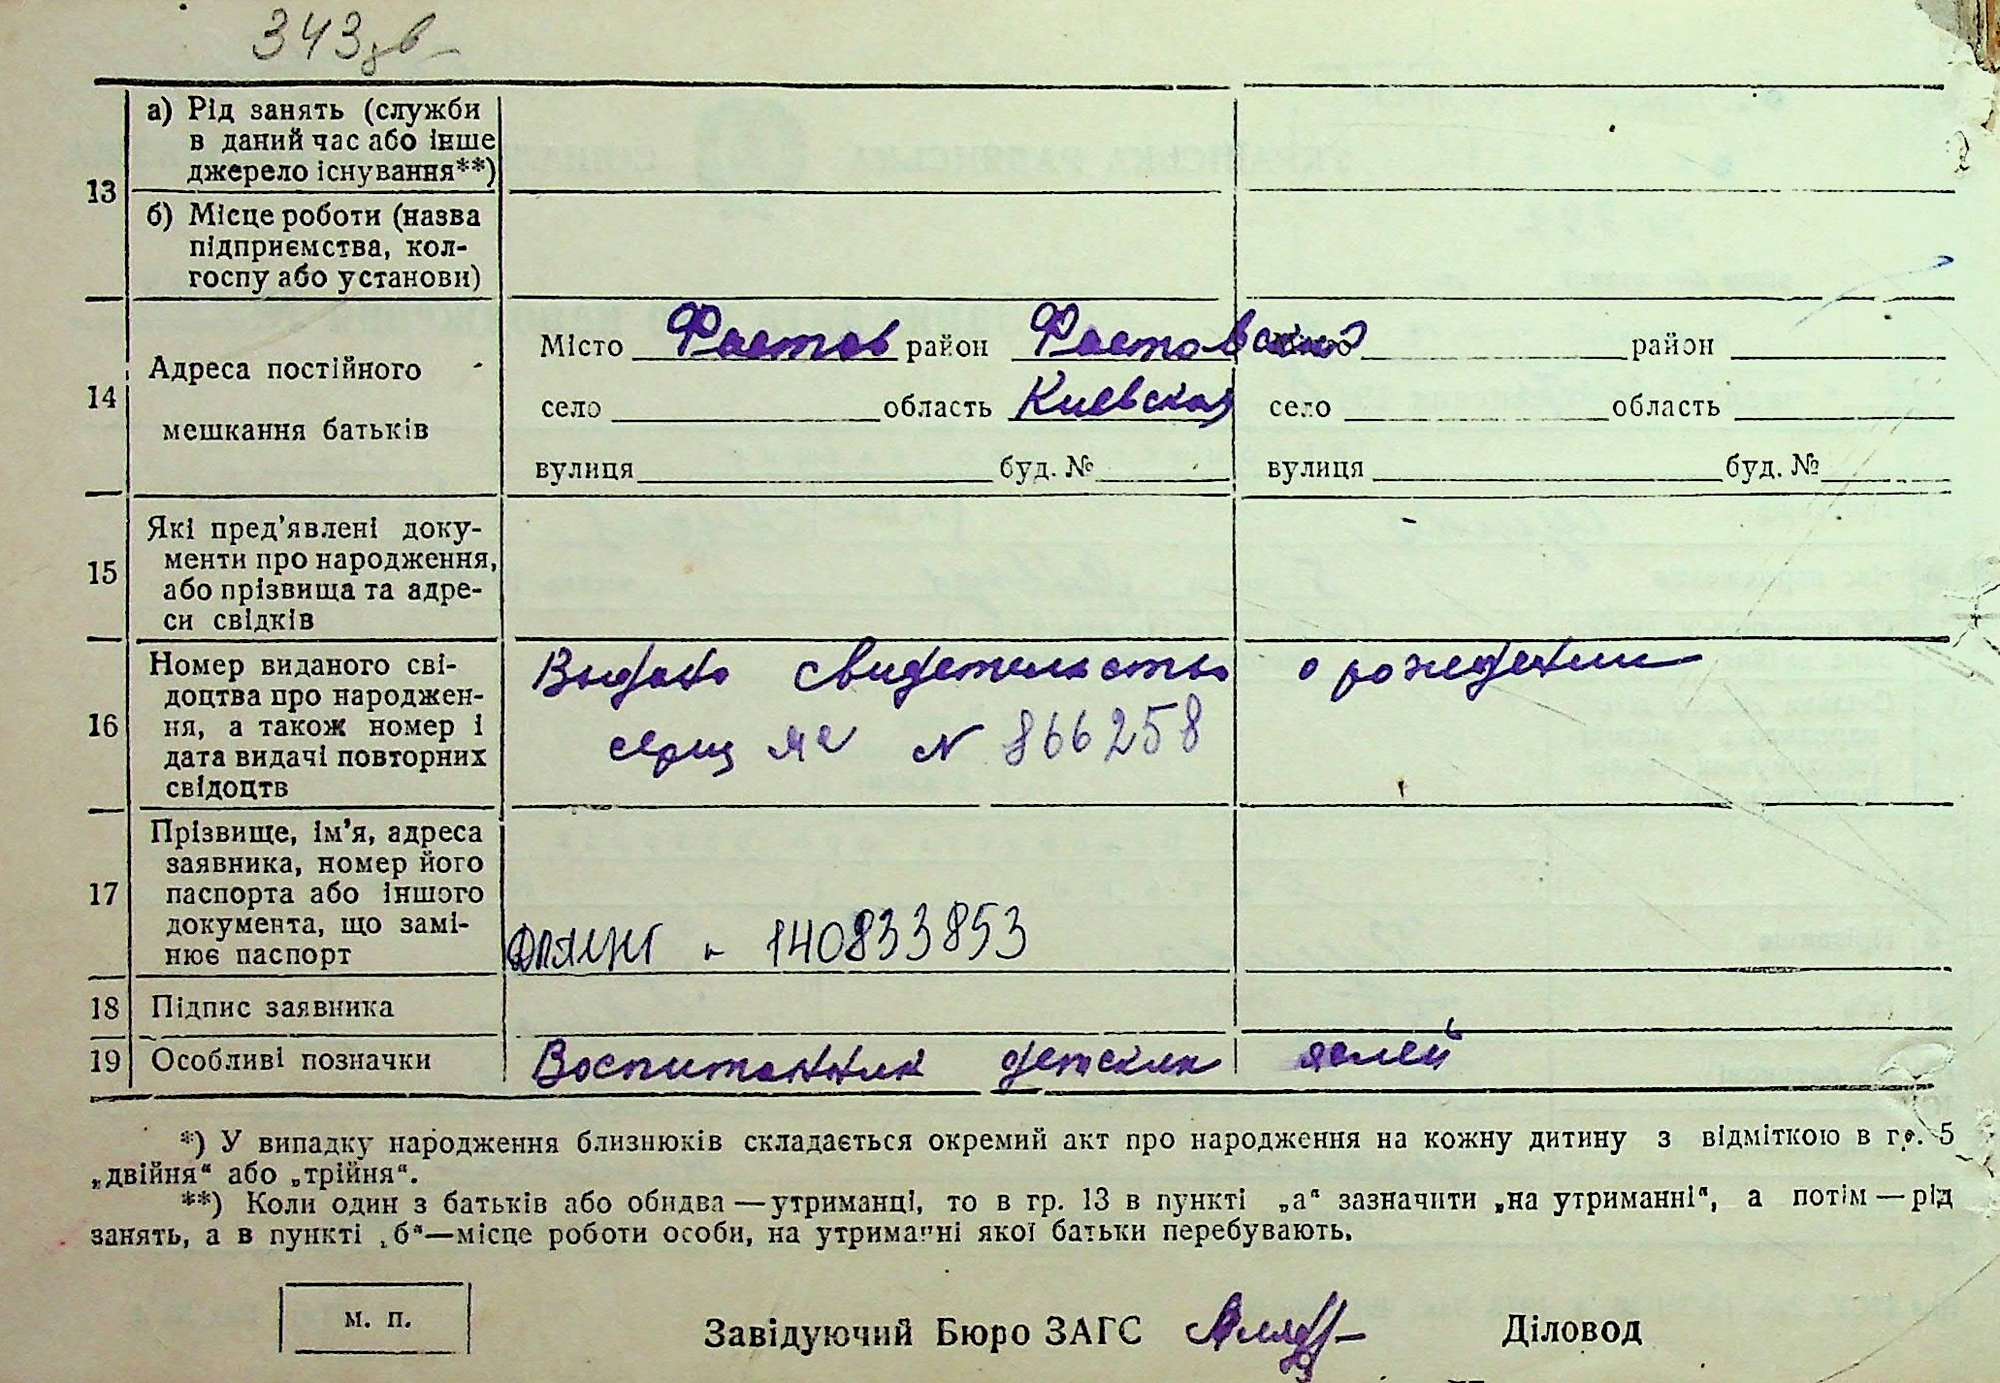 343 зв
13
а) Рід занять (служби
в даний час або інше
джерело існування**)
б) Місце роботи (назва
підприємства, кол-
госпу або установи)
14
Адреса постійного
мешкання батьків
Місто Фастов район Фастовский
село область Киевская
вулиця буд. №
район
село область
вулиця буд. №
15
Які пред’явлені доку-
менти про народження,
або прізвища та адре-
си свідків
16
Номер виданого сві-
доцтва про народжен-
ня, а також номер і
дата видачі повторних
свідоцтв
Выдано свидетельство о рождении
серии N 866258
17
Прізвище, ім’я, адреса
заявника, номер його
паспорта або іншого
документа, що замі-
нює паспорт
140833853
18 Підпис заявника
19 Особливі позначки Воспитанник детских яслей
*) У випадку народження близнюків складається окремий акт про народження на кожну дитину з відміткою в гр. 5
„двійня“ або „трійня“.
**) Коли один з батьків або обидва — утриманці, то в гр. 13 в пункті „а“ зазначити „на утриманні“, а потім — рід
занять, а в пункті „б“—місце роботи особи, на утриманні якої батьки перебувають.
м. п.
Завідуючий Бюро ЗАГС Діловод